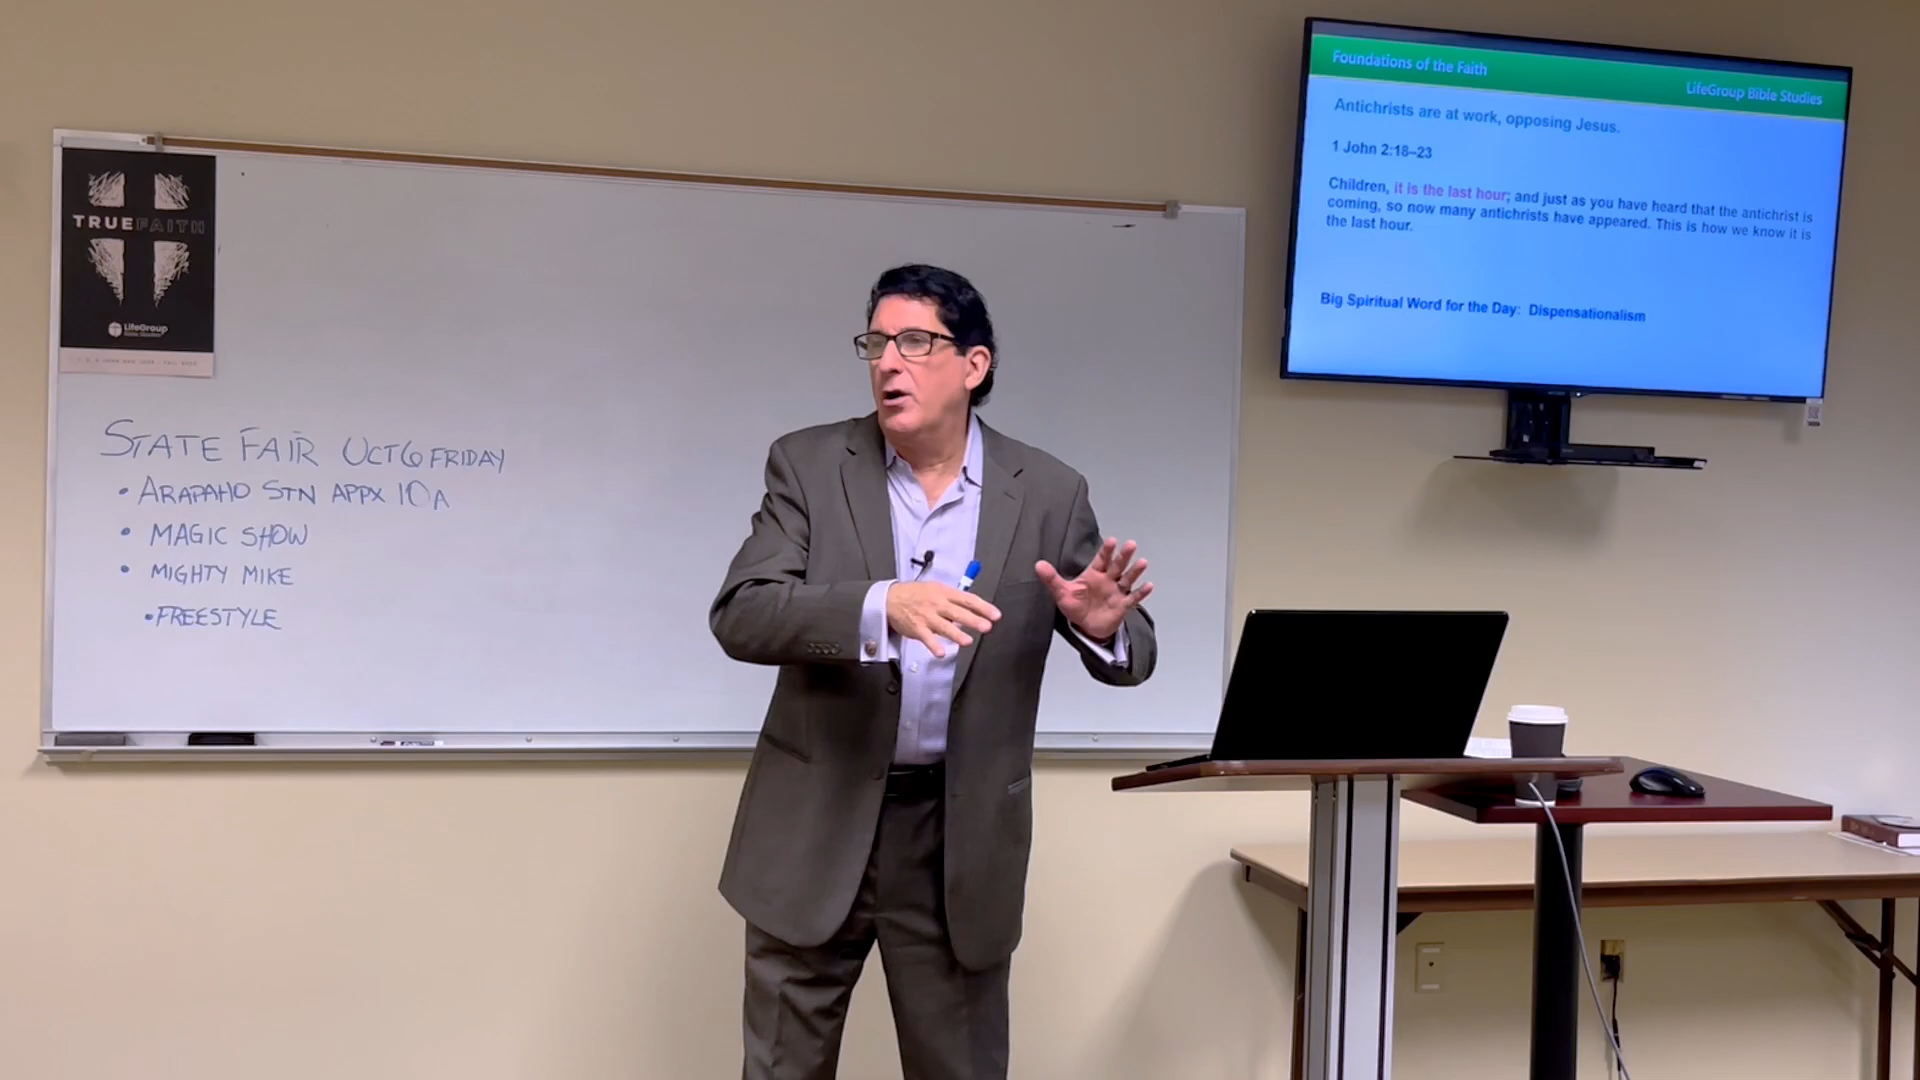 TRUEFAITH
LifeGroup
Bible Studies
STATE FAIR OCT 6 FRIDAY
• ARAPAHO STN APPX 10A
• MAGIC SHOW
• MIGHTY MIKE
• FREESTYLE
Foundations of the Faith
LifeGroup Bible Studies
Antichrists are at work, opposing Jesus.
1 John 2:18–23
Children, it is the last hour; and just as you have heard that the antichrist is
coming, so now many antichrists have appeared. This is how we know it is
the last hour.
Big Spiritual Word for the Day: Dispensationalism